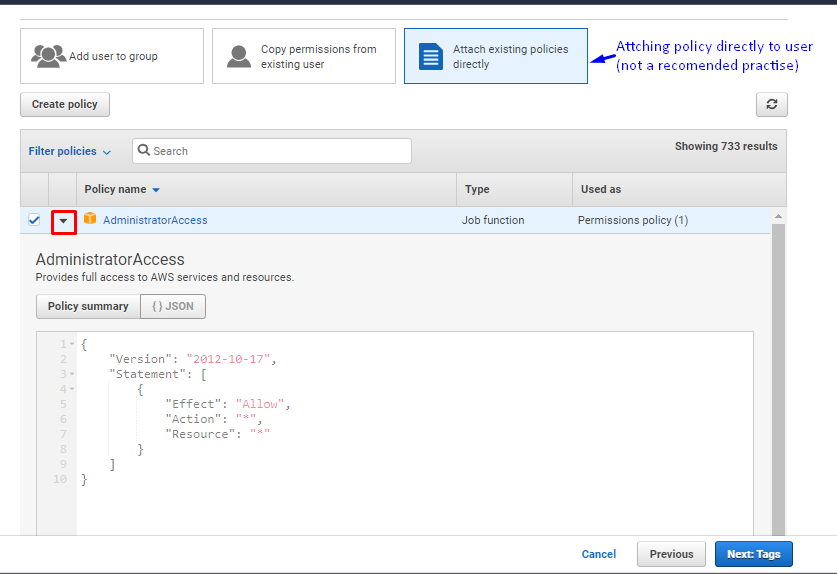 Add user to group
Copy permissions from
existing user
Attach existing policies
directly
Attching policy directly to user
(not a recomended practise)
Create policy
Filter policies
Search
Showing 733 results
Policy name
Type
Used as
AdministratorAccess
Job function
Permissions policy (1)
AdministratorAccess
Provides full access to AWS services and resources.
Policy summary
{ } JSON
1 {
2 "Version": "2012-10-17",
3 "Statement": [
4 {
5 "Effect": "Allow",
6 "Action": "*",
7 "Resource": "*"
8 }
9 ]
10 }
Cancel
Previous
Next: Tags